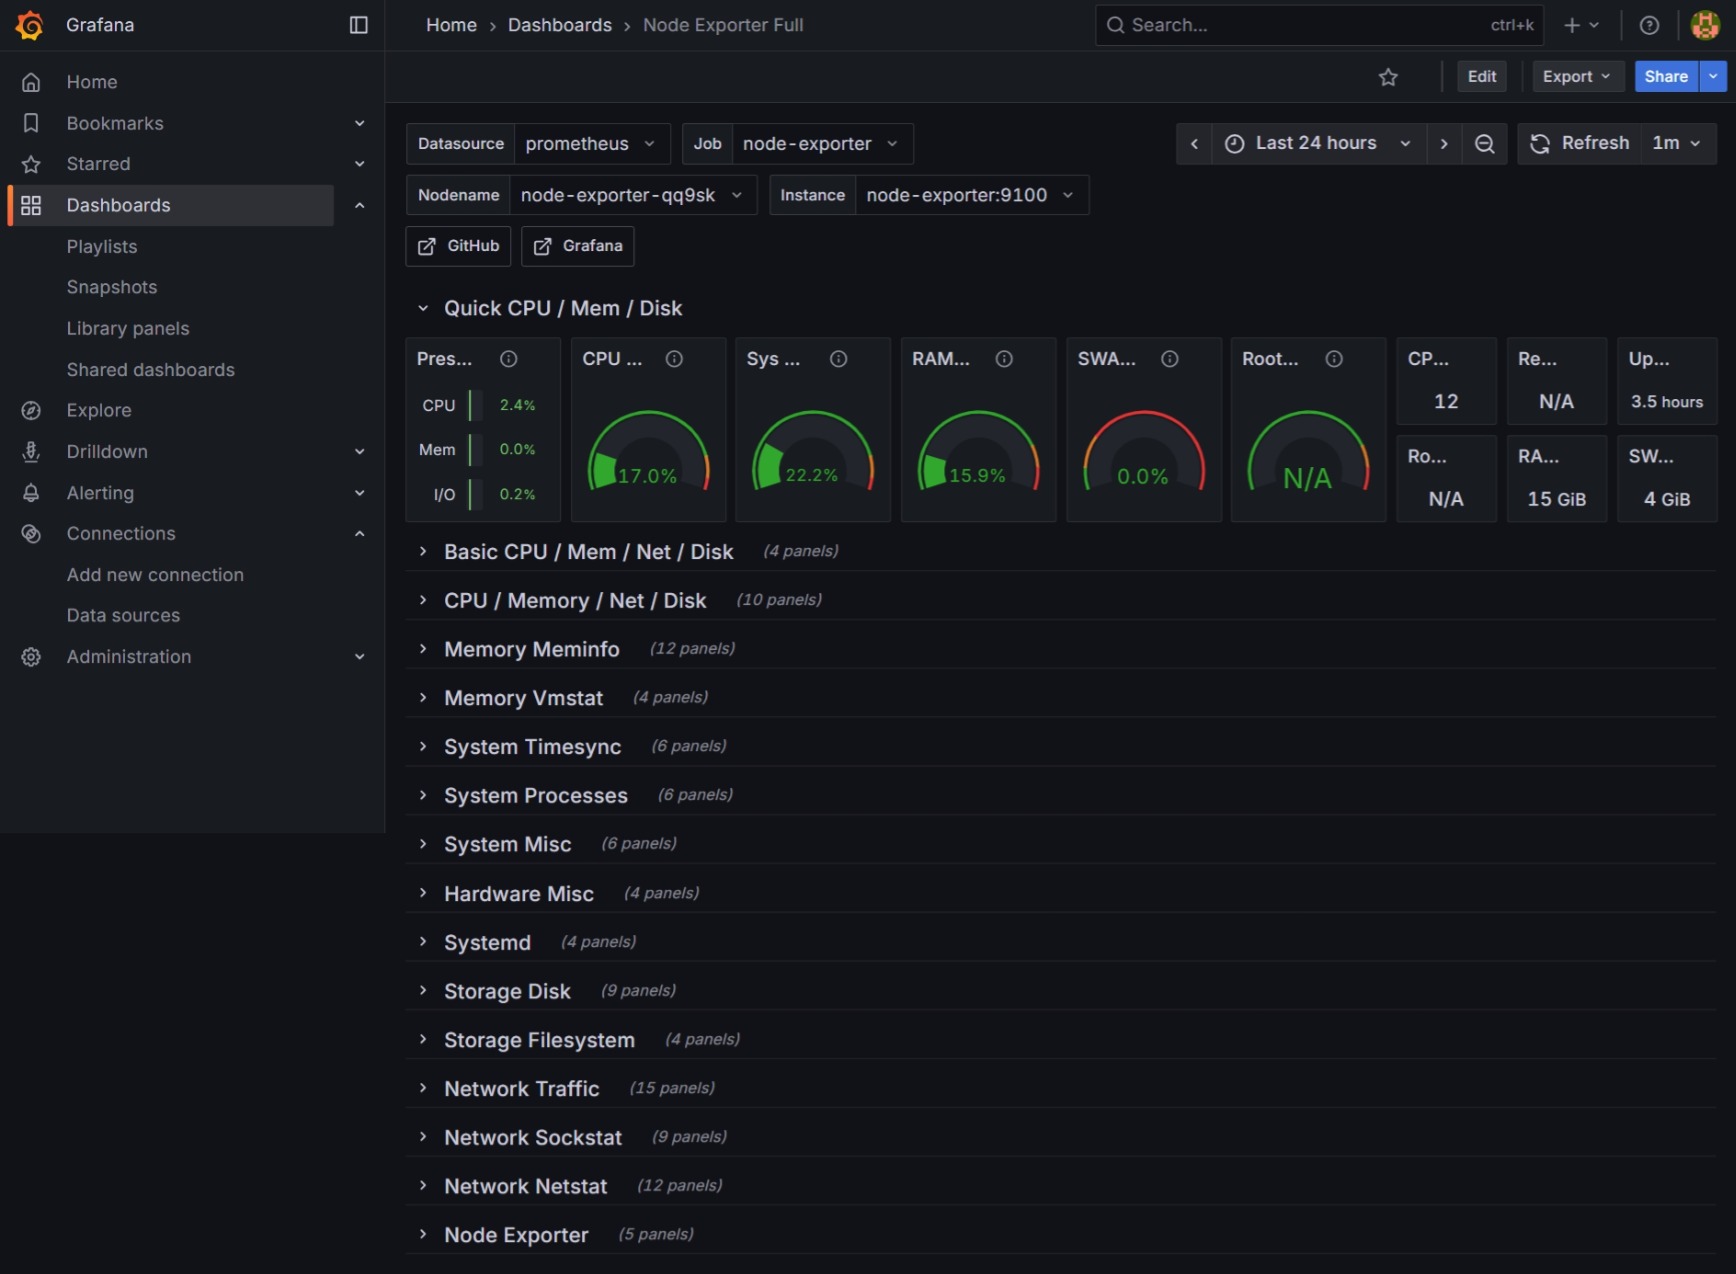 Grafana
Home › Dashboards › Node Exporter Full
Search...
ctrl+k
Edit
Export
Share
Home
Bookmarks
Starred
Dashboards
Playlists
Snapshots
Library panels
Shared dashboards
Explore
Drilldown
Alerting
Connections
Add new connection
Data sources
Administration
Datasource prometheus
Job node-exporter
Last 24 hours
Refresh 1m
Nodename node-exporter-qq9sk
Instance node-exporter:9100
GitHub
Grafana
Quick CPU / Mem / Disk
Pres...
CPU 2.4%
Mem 0.0%
I/O 0.2%
CPU ...
17.0%
Sys ...
22.2%
RAM...
15.9%
SWA...
0.0%
Root...
N/A
CP...
12
Re...
N/A
Up...
3.5 hours
Ro...
N/A
RA...
15 GiB
SW...
4 GiB
Basic CPU / Mem / Net / Disk (4 panels)
CPU / Memory / Net / Disk (10 panels)
Memory Meminfo (12 panels)
Memory Vmstat (4 panels)
System Timesync (6 panels)
System Processes (6 panels)
System Misc (6 panels)
Hardware Misc (4 panels)
Systemd (4 panels)
Storage Disk (9 panels)
Storage Filesystem (4 panels)
Network Traffic (15 panels)
Network Sockstat (9 panels)
Network Netstat (12 panels)
Node Exporter (5 panels)